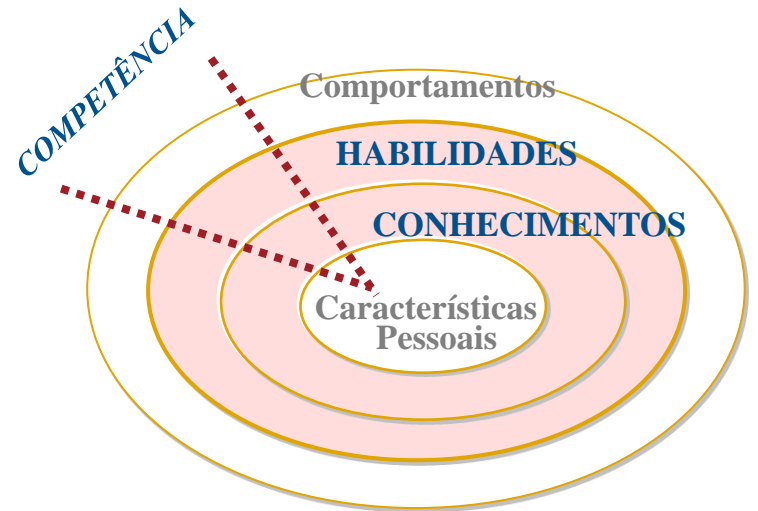 COMPETÊNCIA
Comportamentos
HABILIDADES
CONHECIMENTOS
Características
Pessoais